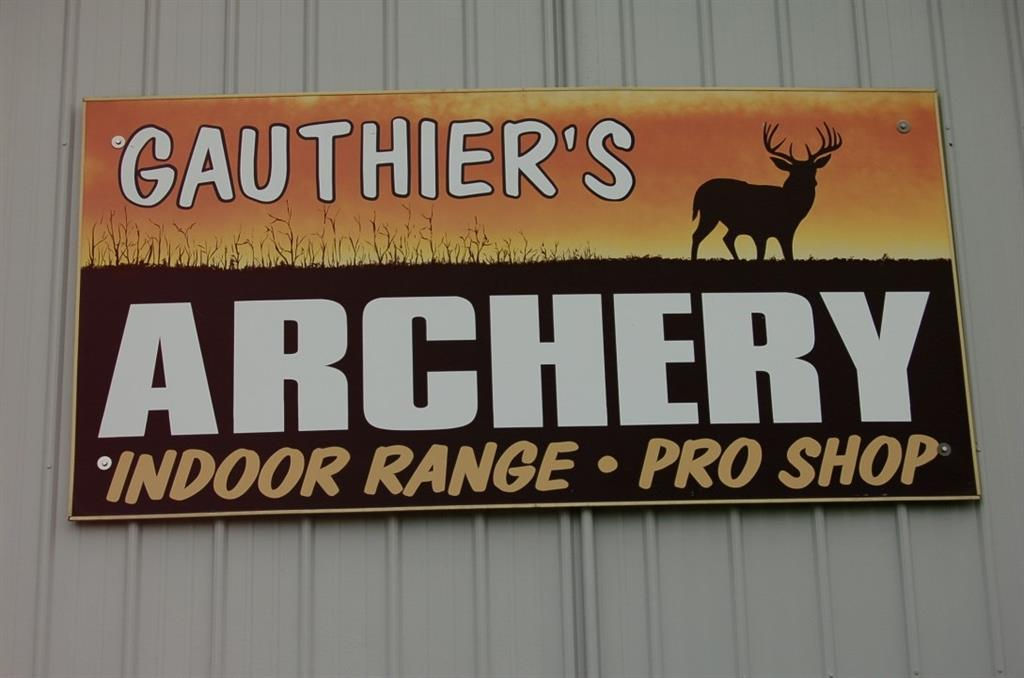 GAUTHIER'S
ARCHERY
INDOOR RANGE • PRO SHOP